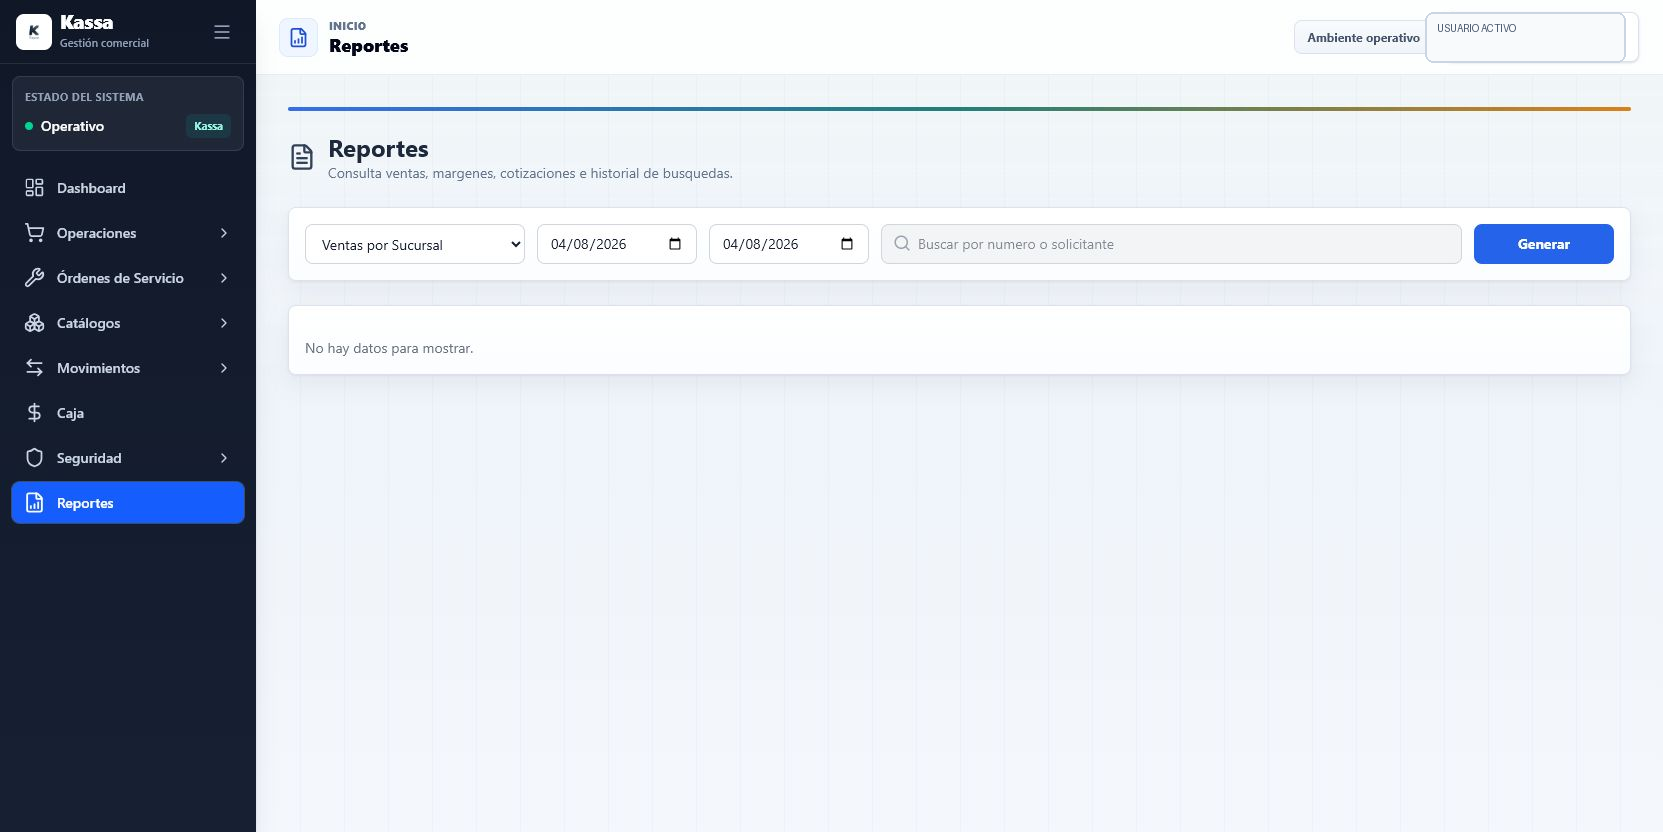 Kassa
Gestión comercial
ESTADO DEL SISTEMA
Operativo
Kassa
Dashboard
Operaciones
Órdenes de Servicio
Catálogos
Movimientos
Caja
Seguridad
Reportes
INICIO
Reportes
Ambiente operativo
USUARIO ACTIVO
Reportes
Consulta ventas, margenes, cotizaciones e historial de busquedas.
Ventas por Sucursal
04/08/2026
04/08/2026
Buscar por numero o solicitante
Generar
No hay datos para mostrar.